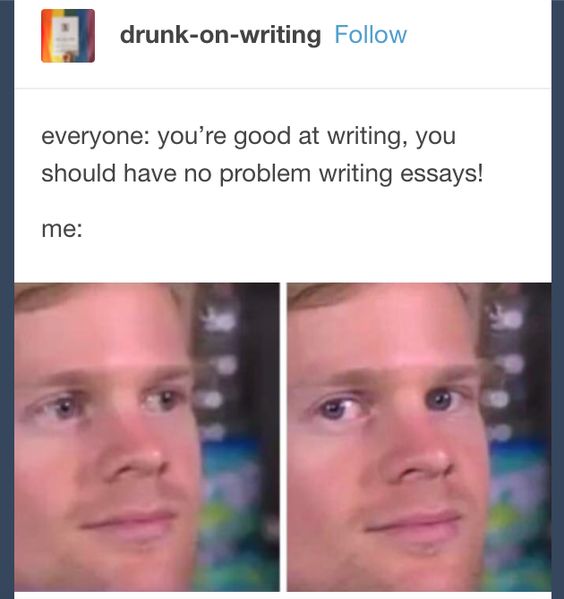 drunk-on-writing Follow
everyone: you’re good at writing, you
should have no problem writing essays!
me: